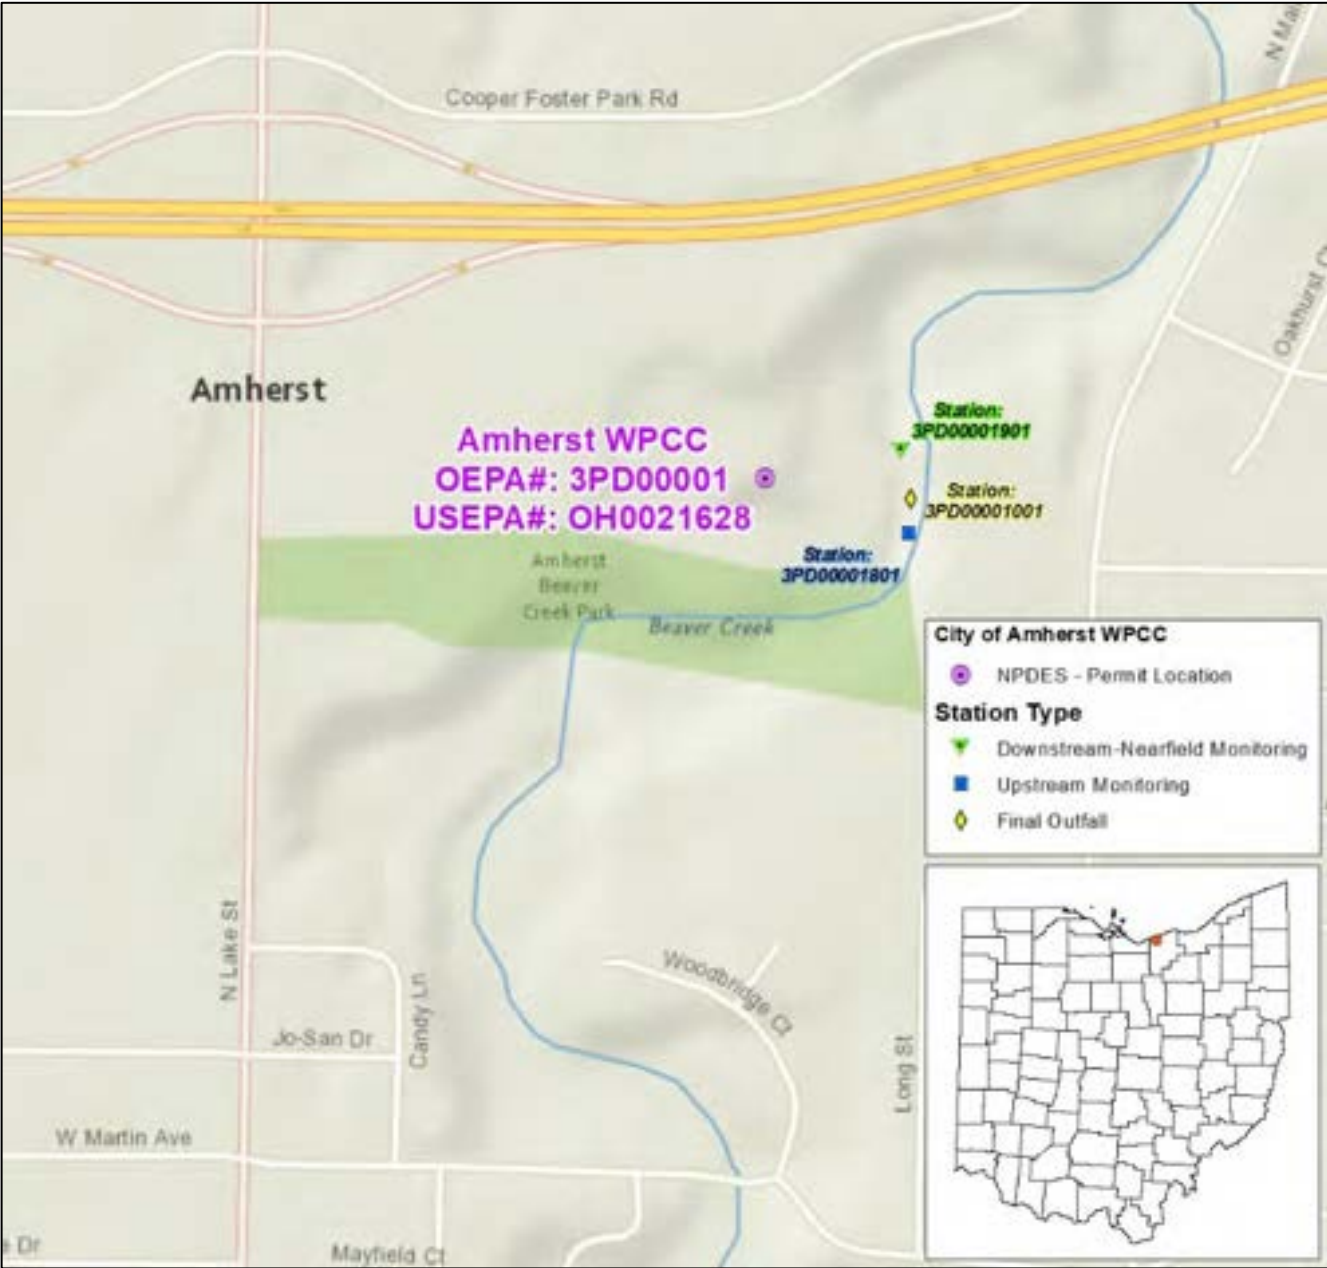 N Mai
Cooper Foster Park Rd
Oakhurst C
Amherst
Station:
3PD00001901
Amherst WPCC
OEPA#: 3PD00001
USEPA#: OH0021628
Station:
3PD00001001
Station:
3PD00001801
Amherst
Beaver
Creek Park
Beaver Creek
City of Amherst WPCC
NPDES - Permit Location
Station Type
Downstream-Nearfield Monitoring
Upstream Monitoring
Final Outfall
N Lake St
Candy Ln
Woodbridge Ct
Jo-San Dr
Long St
W Martin Ave
Dr
Mayfield Ct